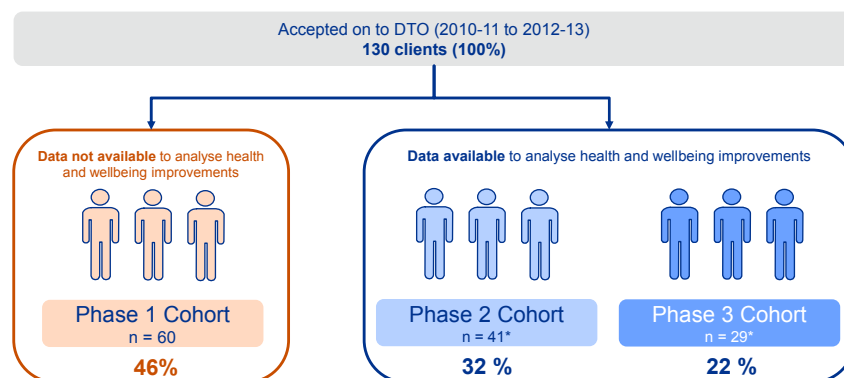 Accepted on to DTO (2010-11 to 2012-13)
130 clients (100%)
Data not available to analyse health
and wellbeing improvements
Data available to analyse health and wellbeing improvements
Phase 1 Cohort
n = 60
46%
Phase 2 Cohort
n = 41*
32 %
Phase 3 Cohort
n = 29*
22 %